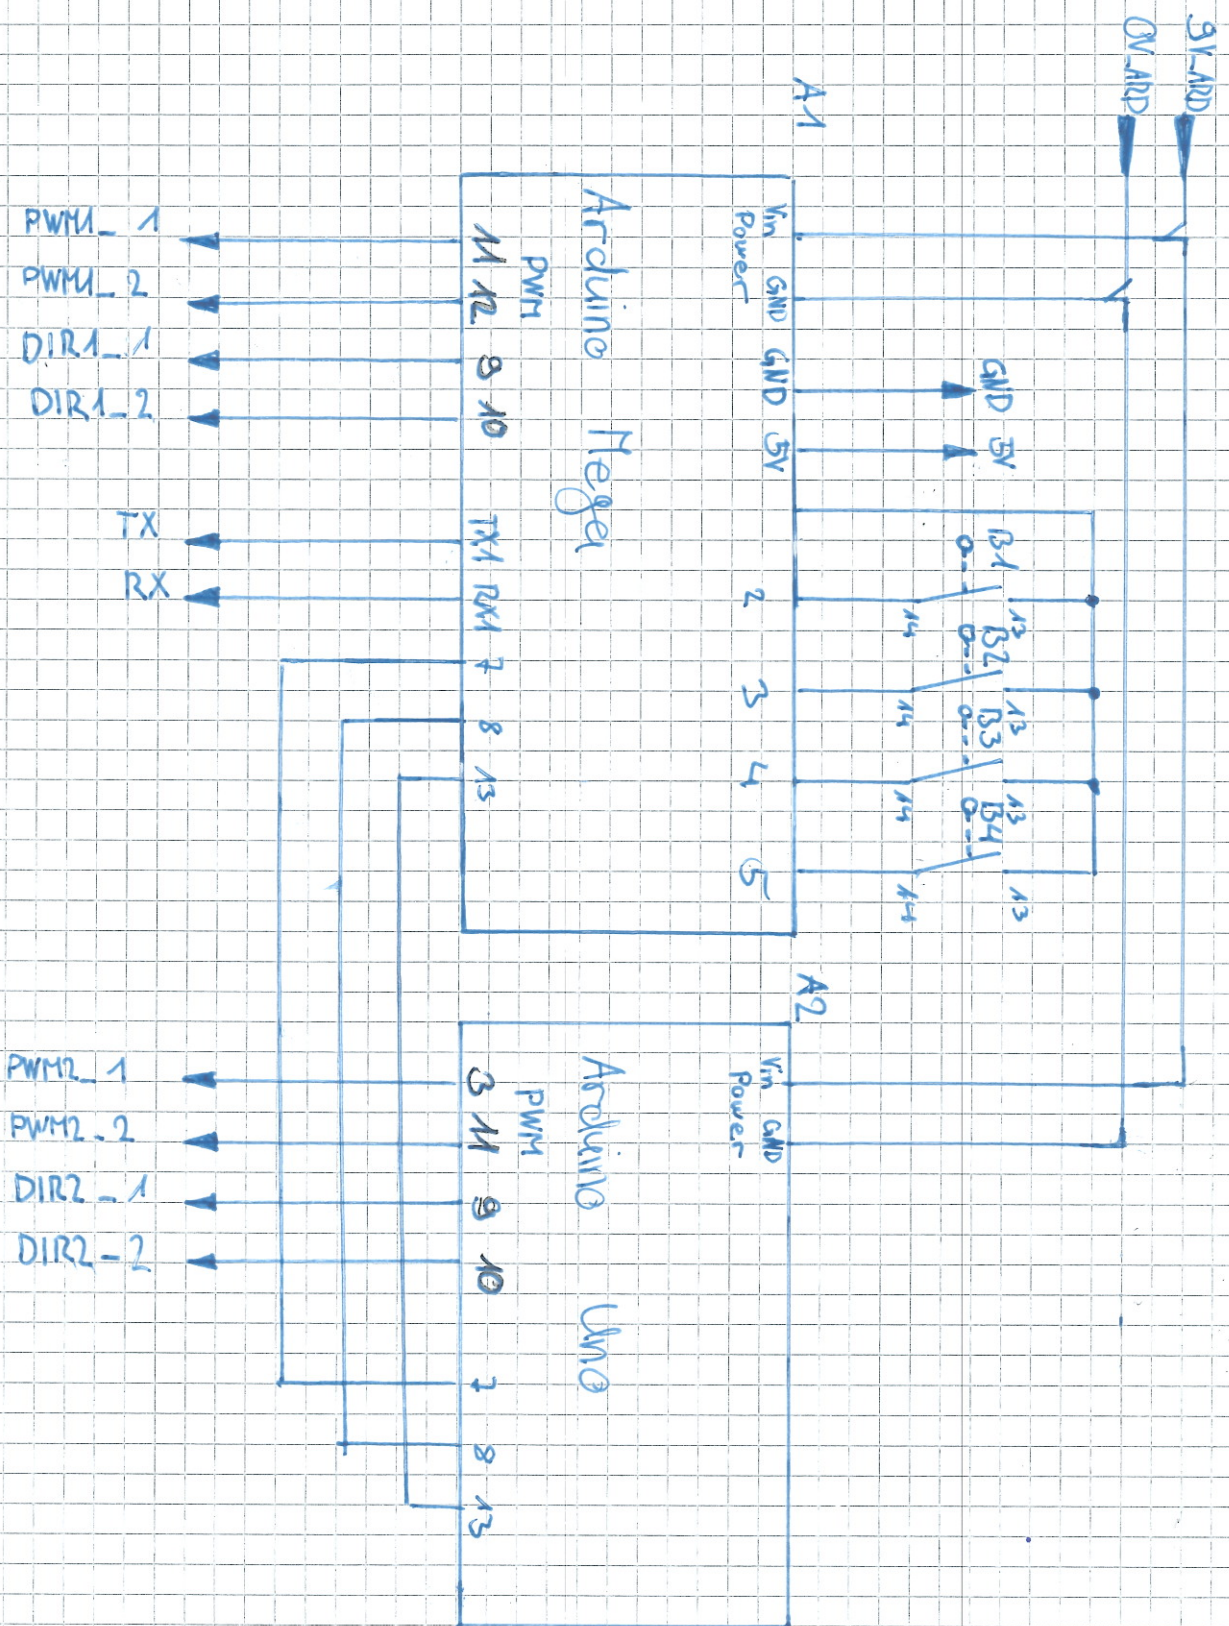 9V_ARD
0V_ARD
A1
Vin
GND
Power
GND
5V
GND
5V
B1
13
14
2
B2
13
14
3
B3
13
14
4
B4
13
14
5
Arduino Mega
PWM
11
12
9
10
TX1
RX1
7
8
13
PWM1_1
PWM1_2
DIR1_1
DIR1_2
TX
RX
A2
Vin
GND
Power
Arduino Uno
PWM
3
11
9
10
7
8
13
PWM2_1
PWM2_2
DIR2_1
DIR2_2